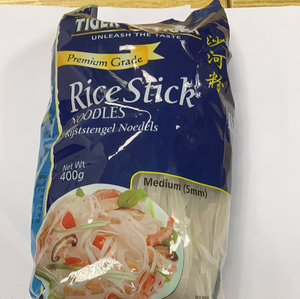 TIGER TIGER
UNLEASH THE TASTE
Premium Grade
Rice Stick
NOODLES
Rijststengel Noedels
Net Wt
400g
Medium (5mm)
沙河粉